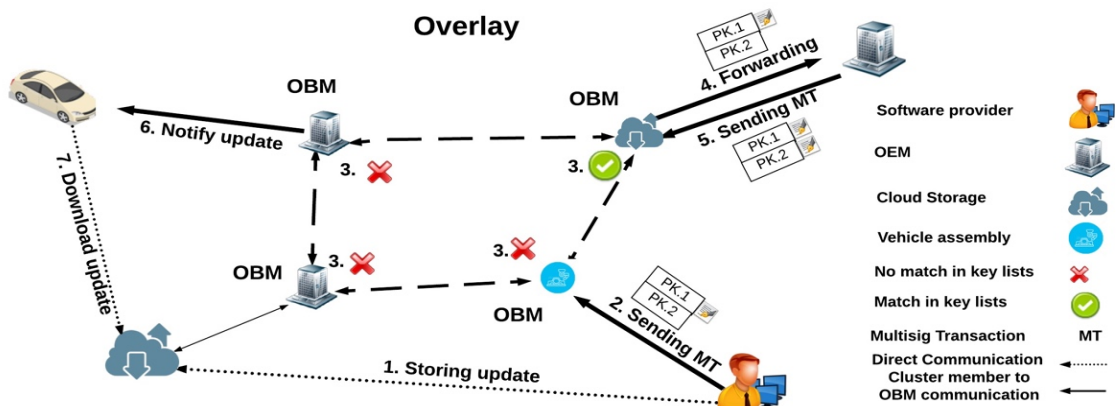 Overlay
PK.1
PK.2
4. Forwarding
OBM
OBM
5. Sending MT
PK.1
PK.2
6. Notify update
3.
3.
7. Download update
OBM
3.
3.
OBM
PK.1
PK.2
2. Sending MT
1. Storing update
Software provider
OEM
Cloud Storage
Vehicle assembly
No match in key lists
Match in key lists
Multisig Transaction MT
Direct Communication
Cluster member to
OBM communication